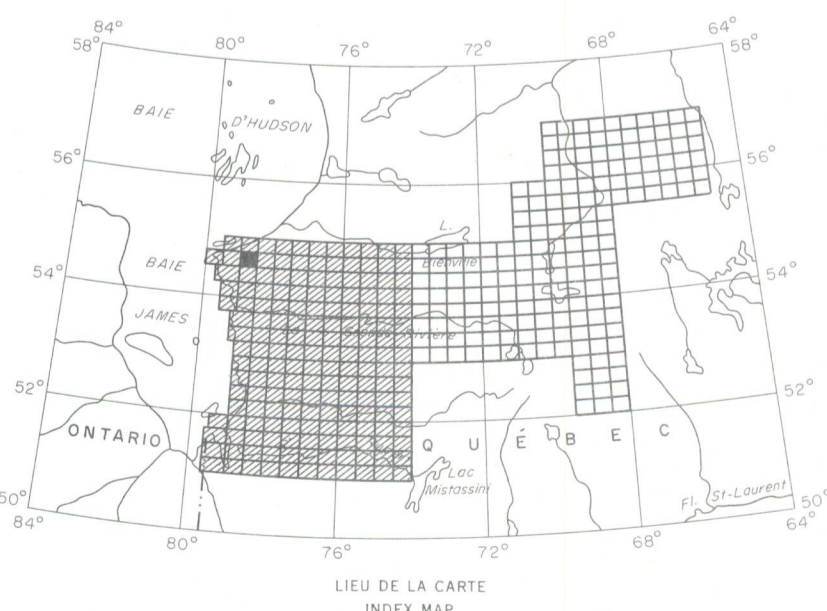 84° 80° 76° 72° 68° 64°
58° 58°
BAIE
D'HUDSON
56° 56°
L.
Bienville
54° 54°
BAIE
JAMES
Rivière
52° 52°
ONTARIO
QUÉBEC
Lac
Mistassini
Fl. St-Laurent
50° 50°
84° 80° 76° 72° 68° 64°
LIEU DE LA CARTE
INDEX MAP